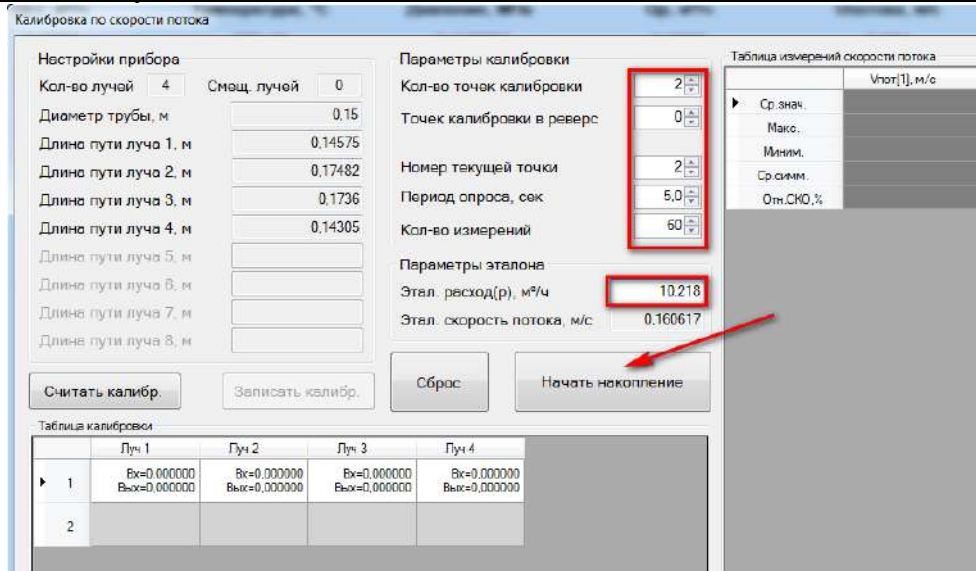 Калибровка по скорости потока
Настройки прибора
Кол-во лучей 4 Смещ. лучей 0
Диаметр трубы, м 0,15
Длина пути луча 1, м 0,14575
Длина пути луча 2, м 0,17482
Длина пути луча 3, м 0,1736
Длина пути луча 4, м 0,14305
Длина пути луча 5, м
Длина пути луча 6, м
Длина пути луча 7, м
Длина пути луча 8, м
Считать калибр.
Записать калибр.
Параметры калибровки
Кол-во точек калибровки 2
Точек калибровки в реверс 0
Номер текущей точки 2
Период опроса, сек 5,0
Кол-во измерений 60
Параметры эталона
Этал. расход(р), м³/ч 10.218
Этал. скорость потока, м/с 0.160617
Сброс
Начать накопление
Таблица измерений скорости потока
Vпот[1], м/с
Ср.знач.
Макс.
Миним.
Ср.симм.
Отн.СКО,%
Таблица калибровки
Луч 1 Луч 2 Луч 3 Луч 4
1 Вх=0,000000 Вх=0,000000 Вх=0,000000 Вх=0,000000
Вых=0,000000 Вых=0,000000 Вых=0,000000 Вых=0,000000
2